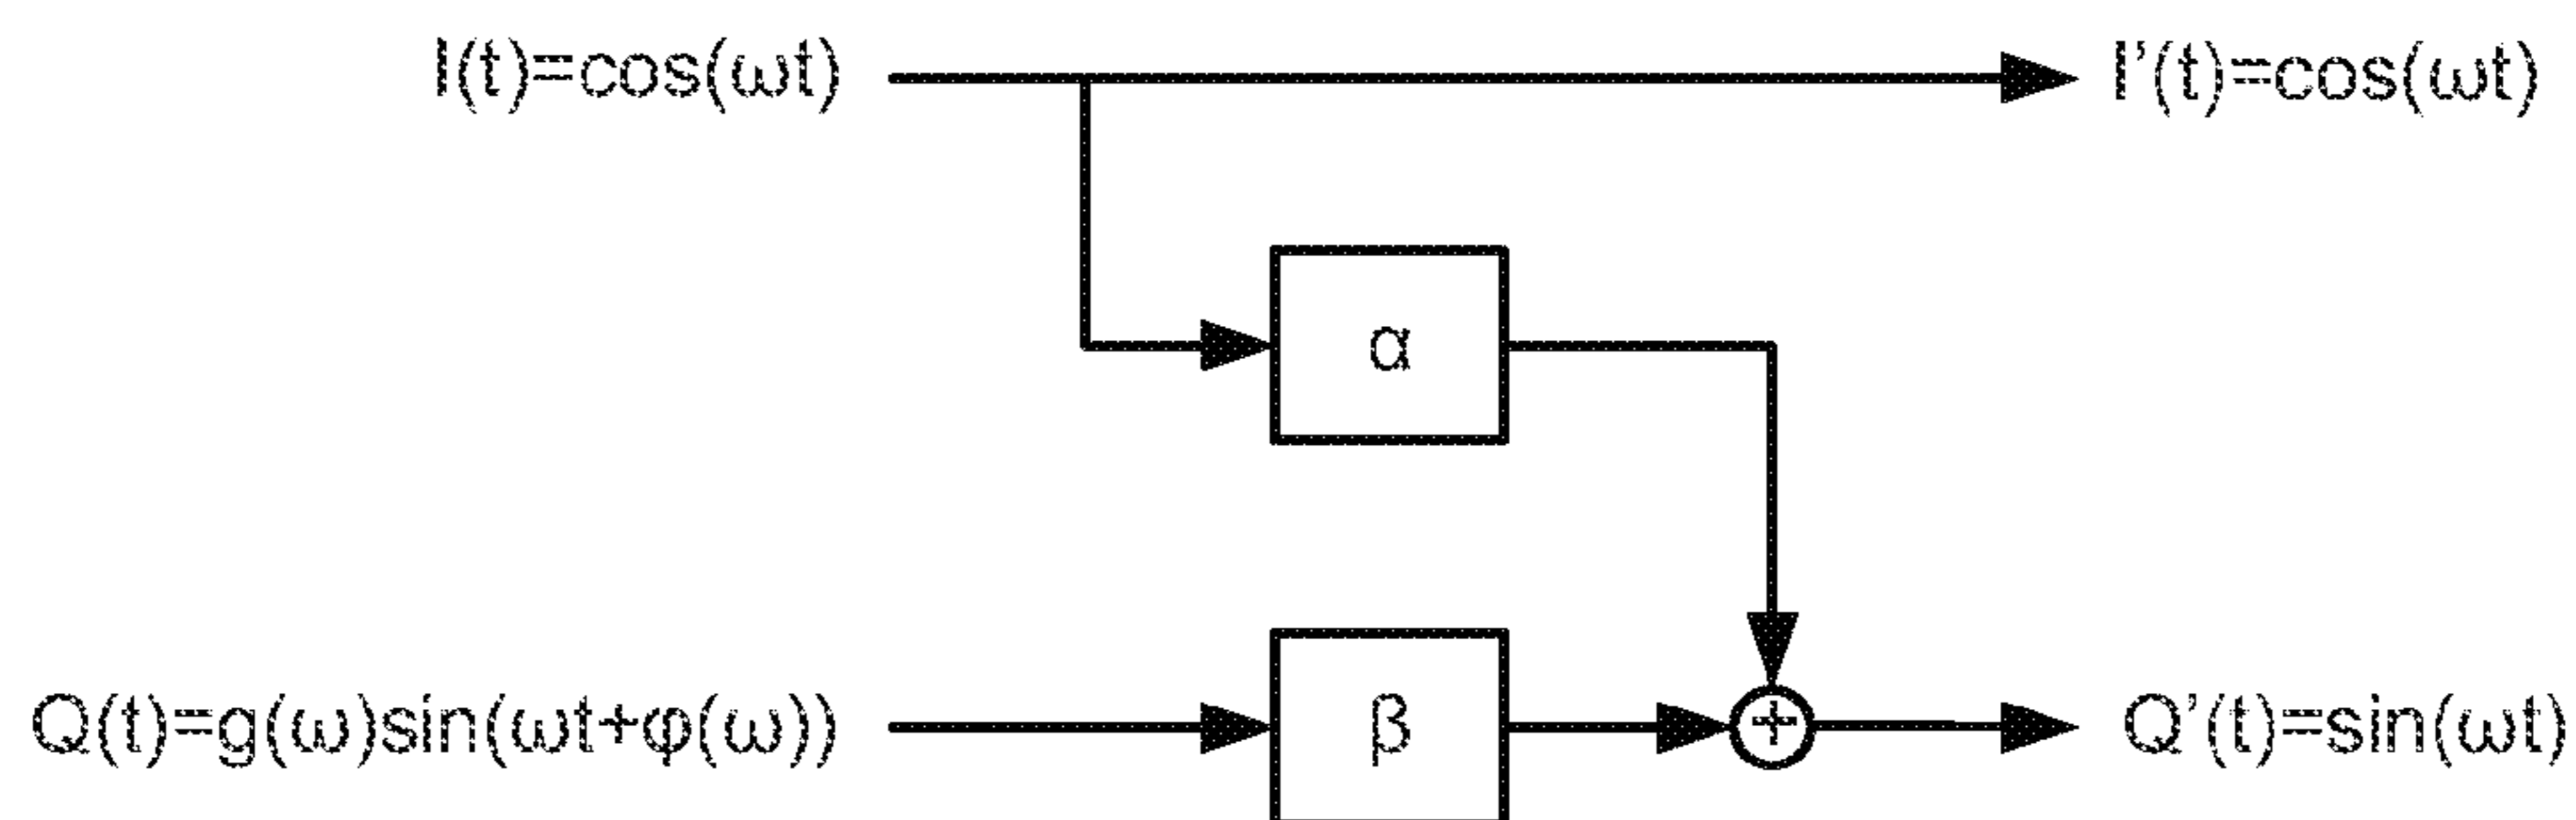 I(t)=cos(ωt)
I’(t)=cos(ωt)
α
Q(t)=g(ω)sin(ωt+φ(ω))
β
+
Q’(t)=sin(ωt)